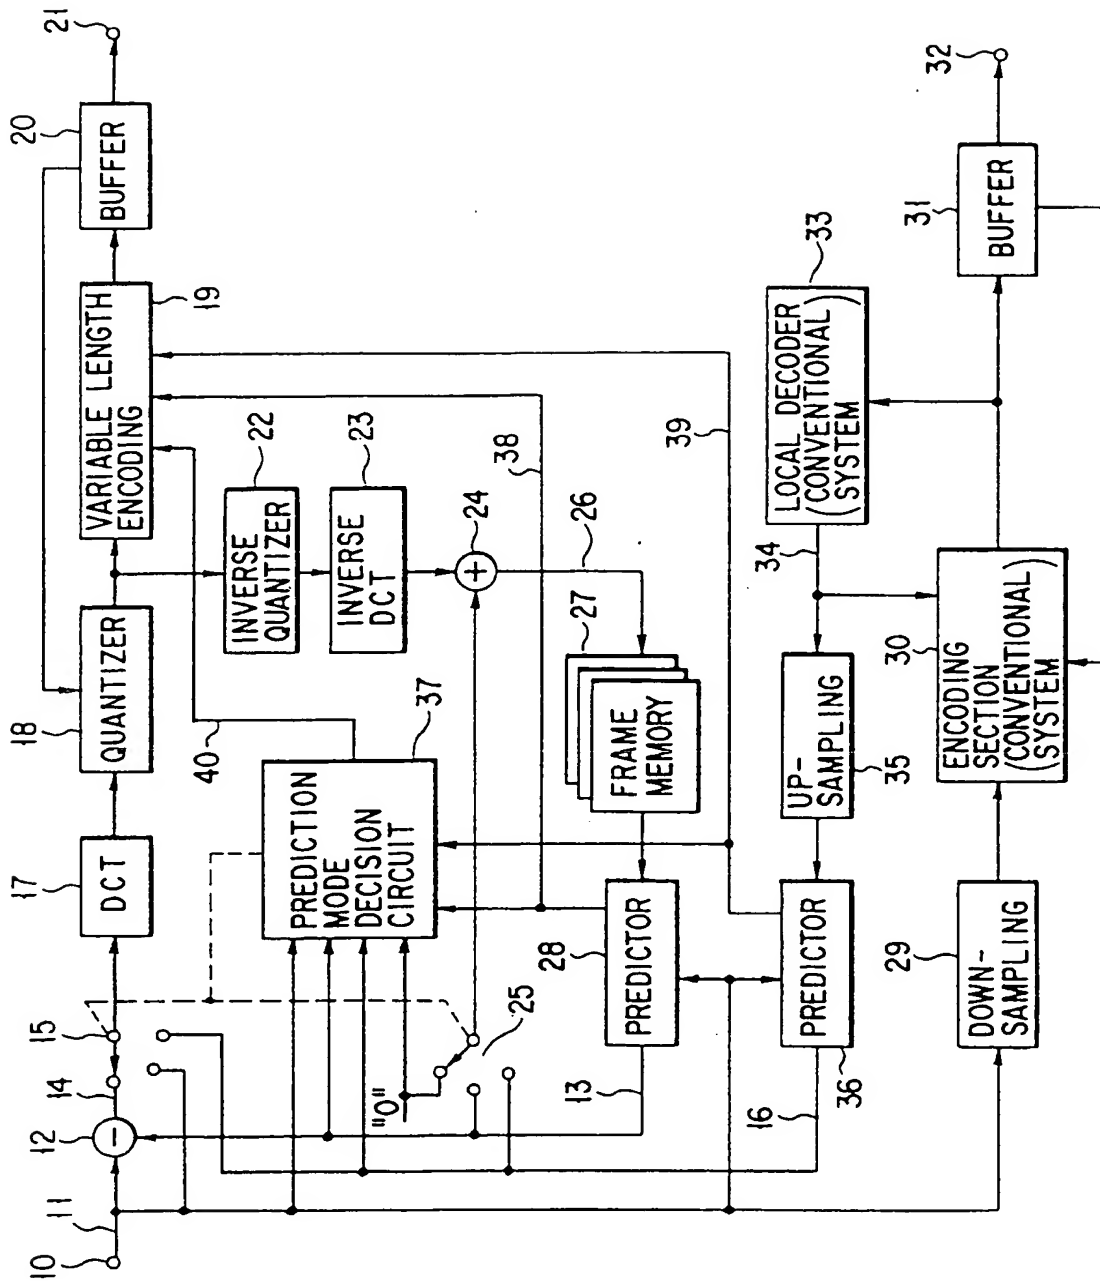 10
11
12
14
15
17
DCT
18
QUANTIZER
VARIABLE LENGTH
ENCODING
19
20
BUFFER
21
40
INVERSE
QUANTIZER
22
INVERSE
DCT
23
24
38
39
PREDICTION
MODE
DECISION
CIRCUIT
37
"0"
25
26
27
FRAME
MEMORY
13
PREDICTOR
28
16
PREDICTOR
36
UP-
SAMPLING
35
34
LOCAL DECODER
(CONVENTIONAL)
(SYSTEM)
33
29
DOWN-
SAMPLING
30
ENCODING
SECTION
(CONVENTIONAL)
(SYSTEM)
31
BUFFER
32